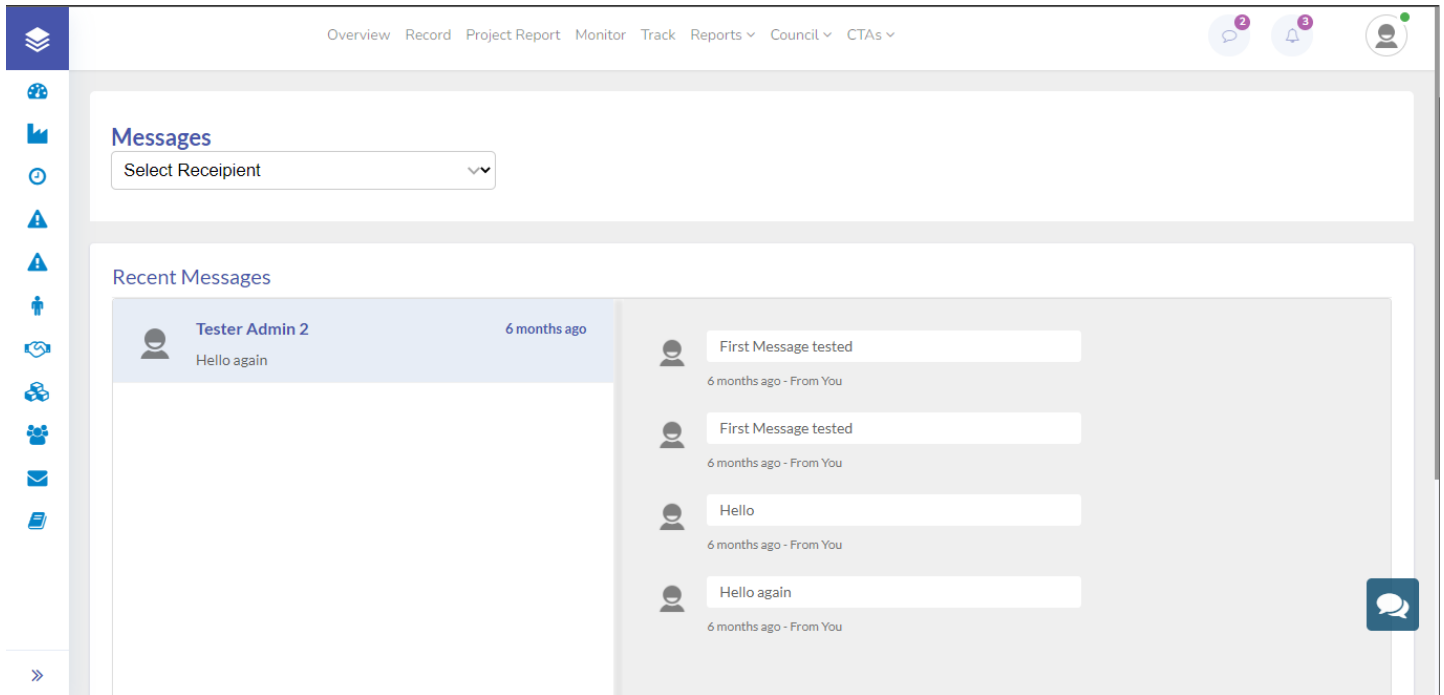 Overview Record Project Report Monitor Track Reports Council CTAs 2 3
Messages
Select Receipient
Recent Messages
Tester Admin 2 6 months ago
Hello again
First Message tested
6 months ago - From You
First Message tested
6 months ago - From You
Hello
6 months ago - From You
Hello again
6 months ago - From You